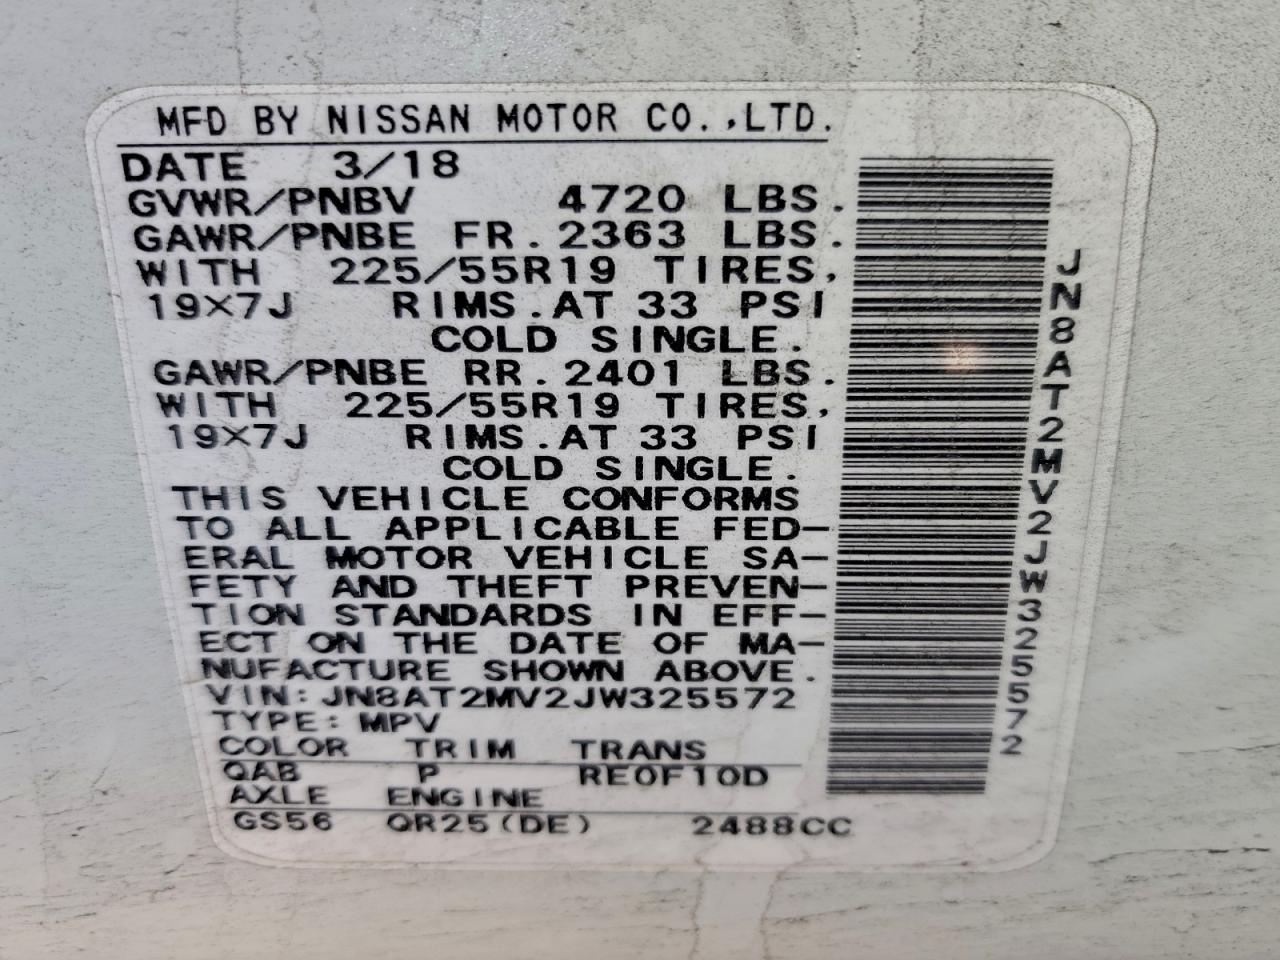 MFD BY NISSAN MOTOR CO.,LTD.
DATE 3/18
GVWR/PNBV 4720 LBS.
GAWR/PNBE FR.2363 LBS.
WITH 225/55R19 TIRES,
19X7J RIMS.AT 33 PSI
COLD SINGLE.
GAWR/PNBE RR.2401 LBS.
WITH 225/55R19 TIRES,
19X7J RIMS.AT 33 PSI
COLD SINGLE.
THIS VEHICLE CONFORMS
TO ALL APPLICABLE FED-
ERAL MOTOR VEHICLE SA-
FETY AND THEFT PREVEN-
TION STANDARDS IN EFF-
ECT ON THE DATE OF MA-
NUFACTURE SHOWN ABOVE.
VIN:JN8AT2MV2JW325572
TYPE:MPV
COLOR TRIM TRANS
QAB P RE0F10D
AXLE ENGINE
GS56 QR25(DE) 2488CC
JN8AT2MV2JW325572